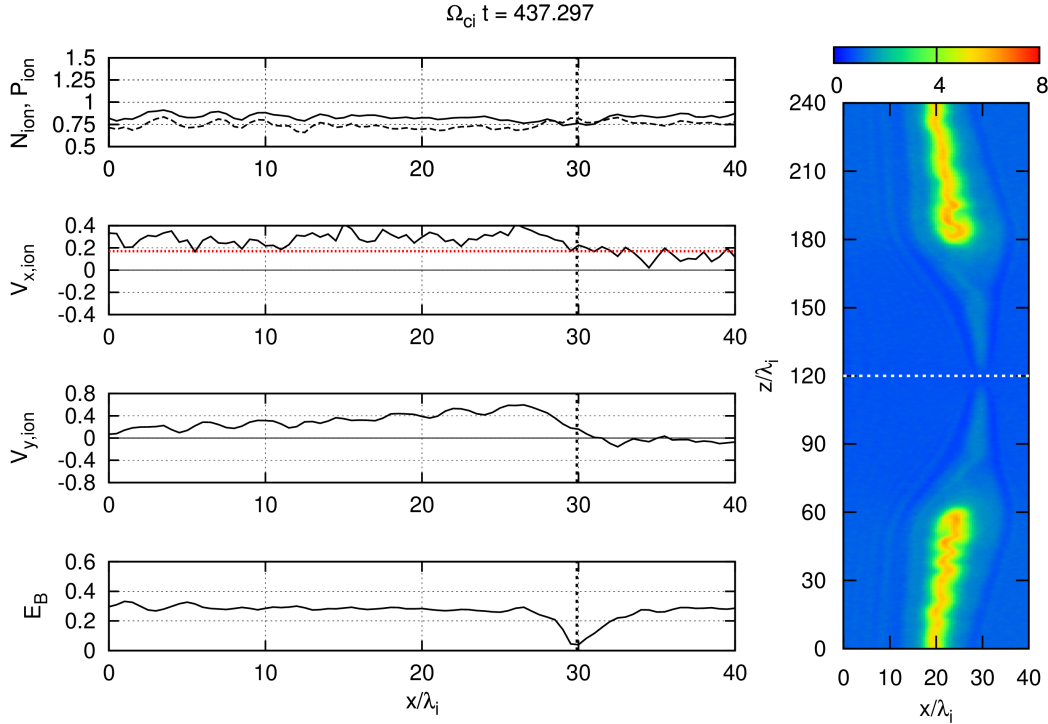 Ω_ci t = 437.297
N_ion, P_ion
1.5
1.25
1
0.75
0.5
0 10 20 30 40
V_x,ion
0.4
0.2
0
-0.2
-0.4
0 10 20 30 40
V_y,ion
0.8
0.4
0
-0.4
-0.8
0 10 20 30 40
E_B
0.6
0.4
0.2
0
0 10 20 30 40
x/λ_i
0 4 8
z/λ_i
240
210
180
150
120
90
60
30
0
0 10 20 30 40
x/λ_i